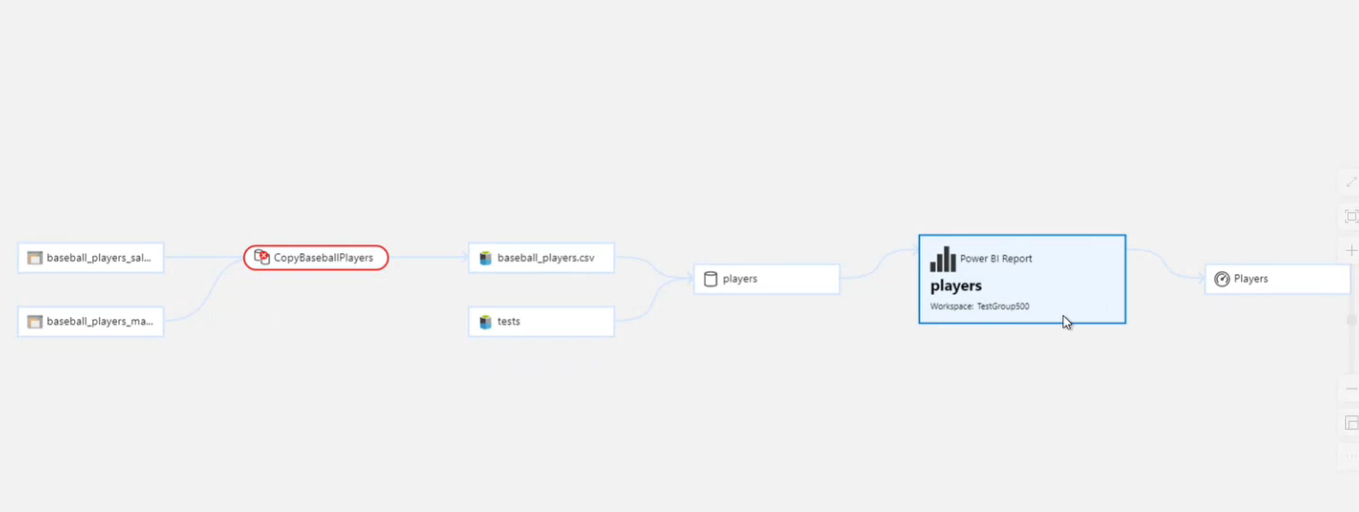 baseball_players_sal...
baseball_players_ma...
CopyBaseballPlayers
baseball_players.csv
tests
players
Power BI Report
players
Workspace: TestGroup500
Players